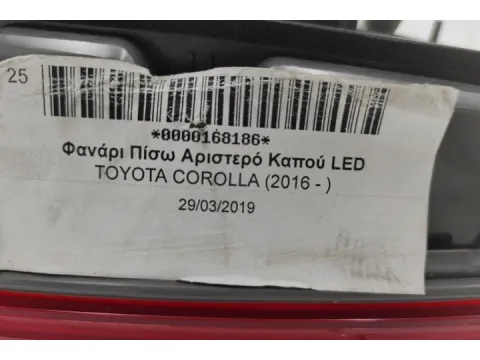 25
*0000168186*
Φανάρι Πίσω Αριστερό Καπού LED
TOYOTA COROLLA (2016 - )
29/03/2019